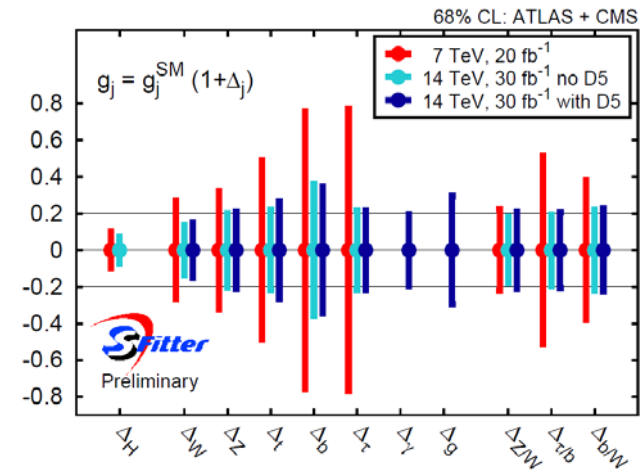 68% CL: ATLAS + CMS
g_j = g_j^SM (1+Δ_j)
7 TeV, 20 fb⁻¹
14 TeV, 30 fb⁻¹ no D5
14 TeV, 30 fb⁻¹ with D5
0.8
0.6
0.4
0.2
0
-0.2
-0.4
-0.6
-0.8
SFitter
Preliminary
Δ_H
Δ_W
Δ_Z
Δ_t
Δ_b
Δ_τ
Δ_γ
Δ_g
Δ_Z/W
Δ_τ/b
Δ_b/W